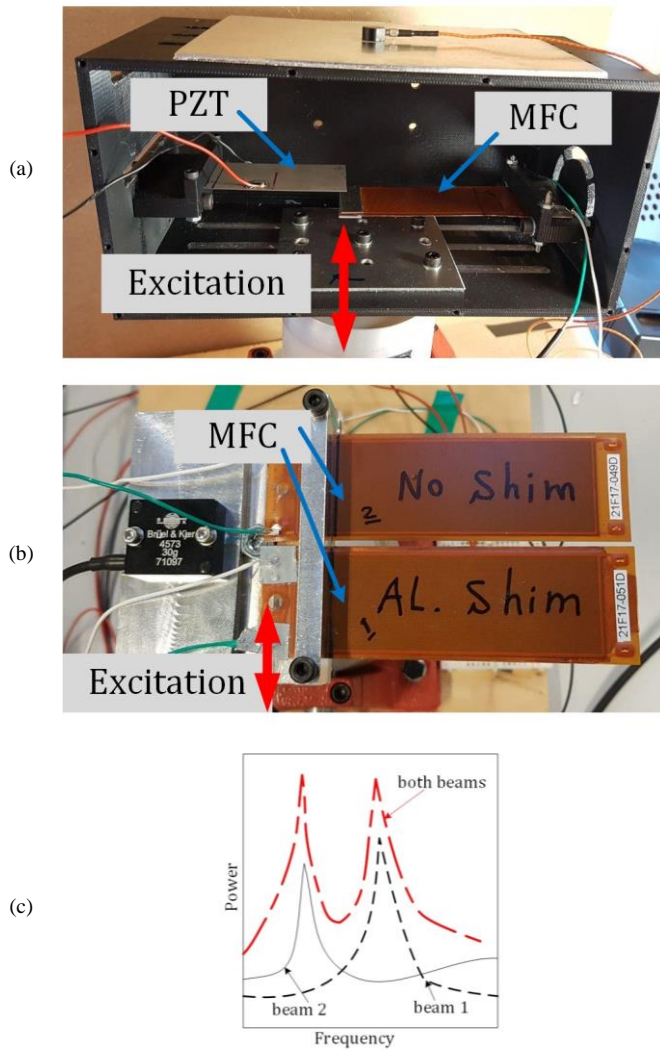 (a)
PZT
MFC
Excitation
(b)
MFC
No Shim
2
21F17-049D
Brüel & Kjær
4573
30g
71097
AL. Shim
1
21F17-051D
Excitation
(c)
both beams
Power
beam 2
beam 1
Frequency